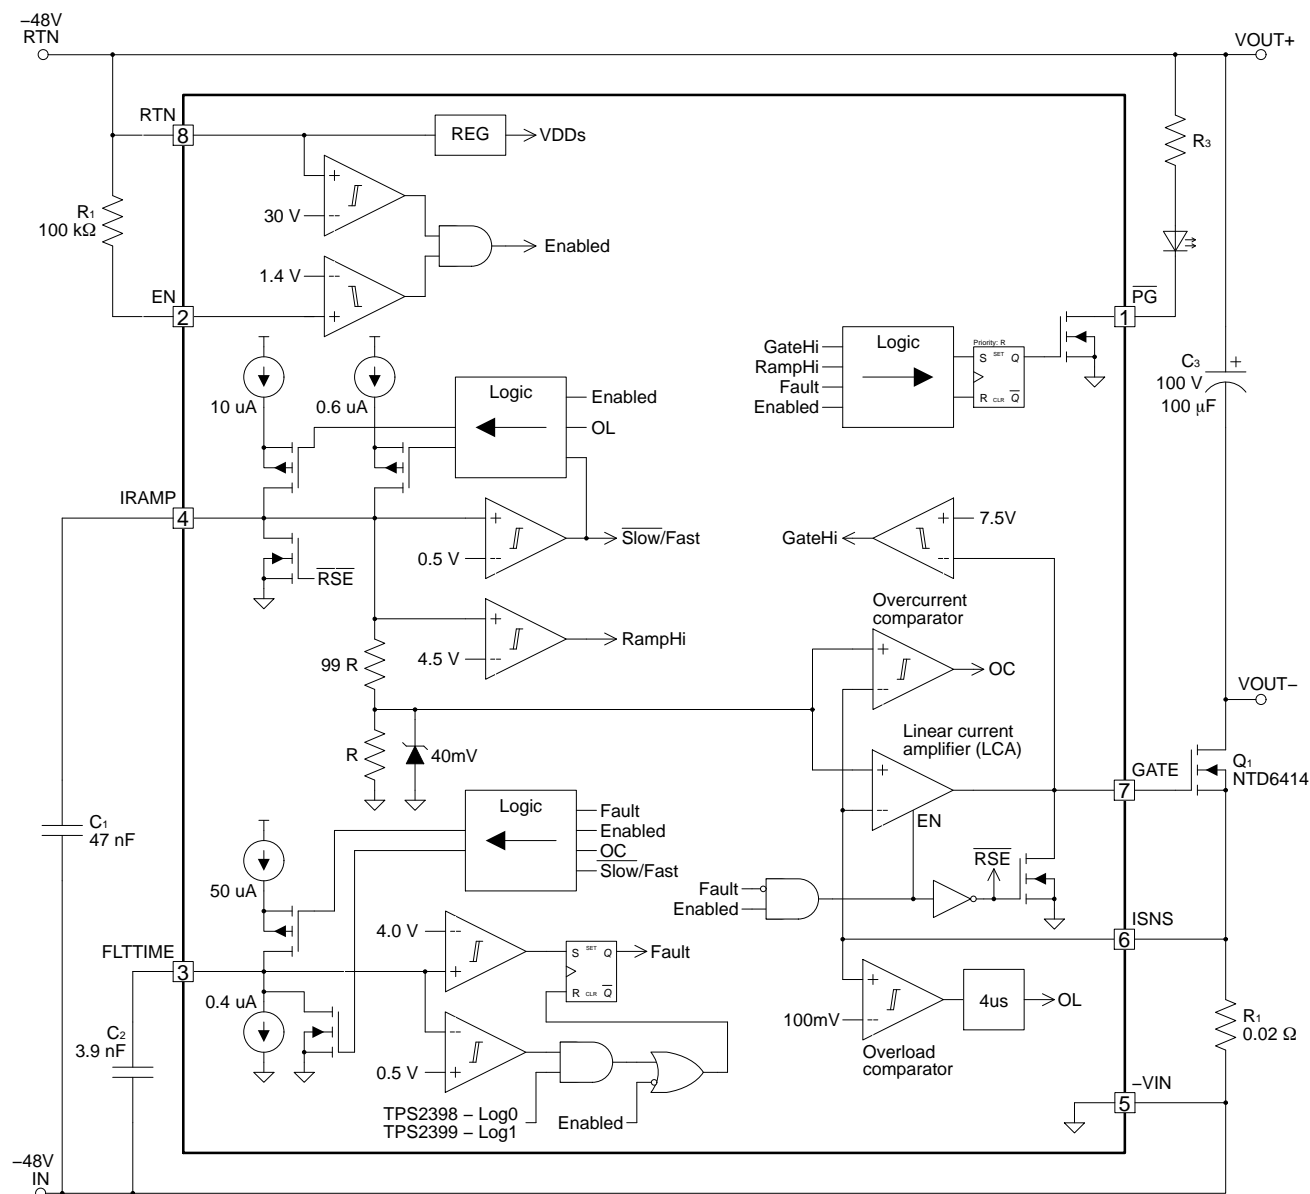 −48V
RTN
VOUT+
RTN
8
REG
VDDs
R3
R1
100 kΩ
30 V
Enabled
1.4 V
EN
2
PG
1
GateHi
RampHi
Fault
Enabled
Logic
Priority: R
S SET Q
R CLR Q
C3
100 V
100 μF
+
10 uA
0.6 uA
Logic
Enabled
OL
IRAMP
4
0.5 V
Slow/Fast
RSE
7.5V
GateHi
4.5 V
RampHi
99 R
R
40mV
Overcurrent
comparator
OC
VOUT−
Linear current
amplifier (LCA)
EN
GATE
7
Q1
NTD6414
C1
47 nF
Logic
Fault
Enabled
OC
Slow/Fast
50 uA
Fault
Enabled
RSE
ISNS
6
4.0 V
S SET Q
R CLR Q
Fault
FLTTIME
3
0.4 uA
C2
3.9 nF
0.5 V
100mV
4us
OL
Overload
comparator
R1
0.02 Ω
TPS2398 − Log0
TPS2399 − Log1
Enabled
-VIN
5
−48V
IN